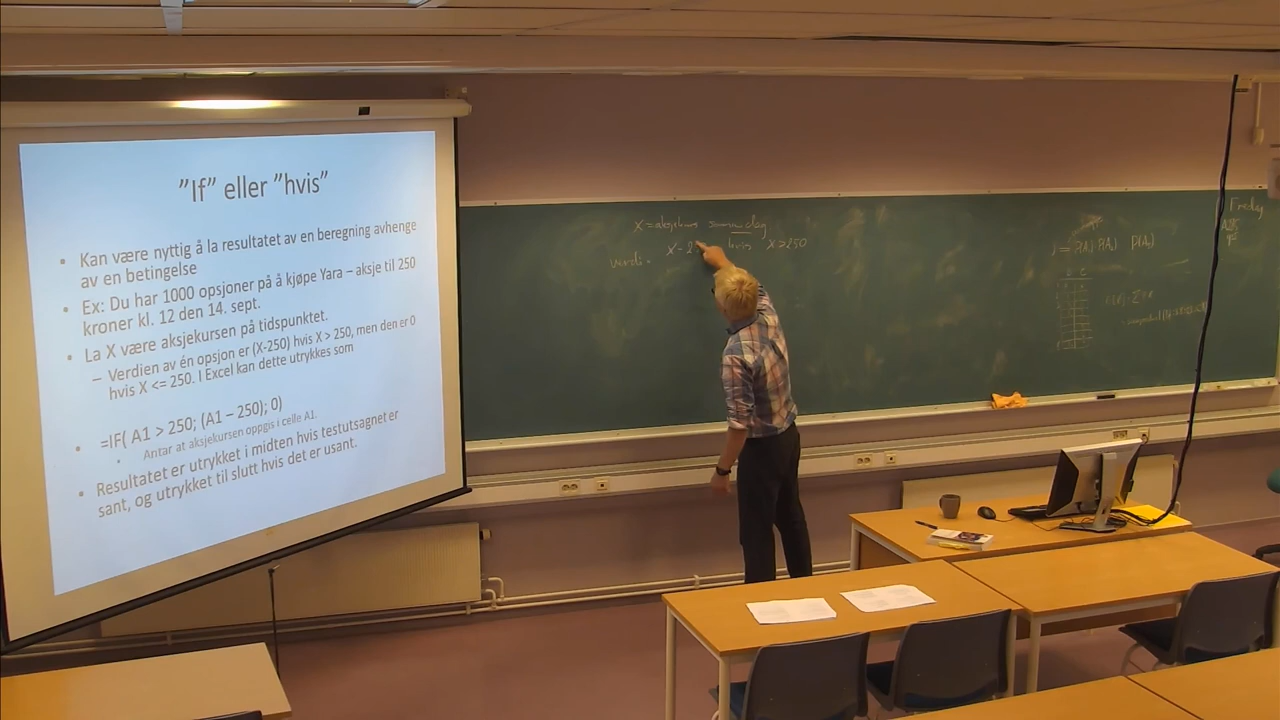 "If" eller "hvis"
Kan være nyttig å la resultatet av en beregning avhenge
av en betingelse
Ex: Du har 1000 opsjoner på å kjøpe Yara – aksje til 250
kroner kl. 12 den 14. sept.
La X være aksjekursen på tidspunktet.
– Verdien av én opsjon er (X-250) hvis X > 250, men den er 0
hvis X <= 250. I Excel kan dette utrykkes som
=IF( A1 > 250; (A1 – 250); 0)
Antar at aksjekursen oppgis i celle A1.
Resultatet er utrykket i midten hvis testutsagnet er
sant, og utrykket til slutt hvis det er usant.
X = aksjekurs
X - 25 hvis X > 250
verdi =
Fredag